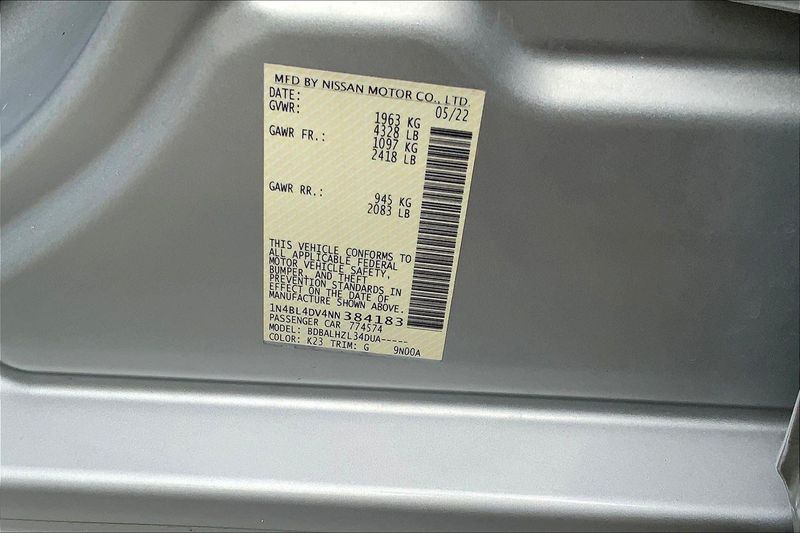 MFD BY NISSAN MOTOR CO., LTD.
DATE: 05/22
GVWR: 1963 KG
4328 LB
GAWR FR.: 1097 KG
2418 LB
GAWR RR.: 945 KG
2083 LB
THIS VEHICLE CONFORMS TO
ALL APPLICABLE FEDERAL
MOTOR VEHICLE SAFETY,
BUMPER, AND THEFT
PREVENTION STANDARDS IN
EFFECT ON THE DATE OF
MANUFACTURE SHOWN ABOVE.
1N4BL4DV4NN384183
PASSENGER CAR 774574
MODEL: BDBALHZL34DUA-----
COLOR: K23 TRIM: G 9N00A